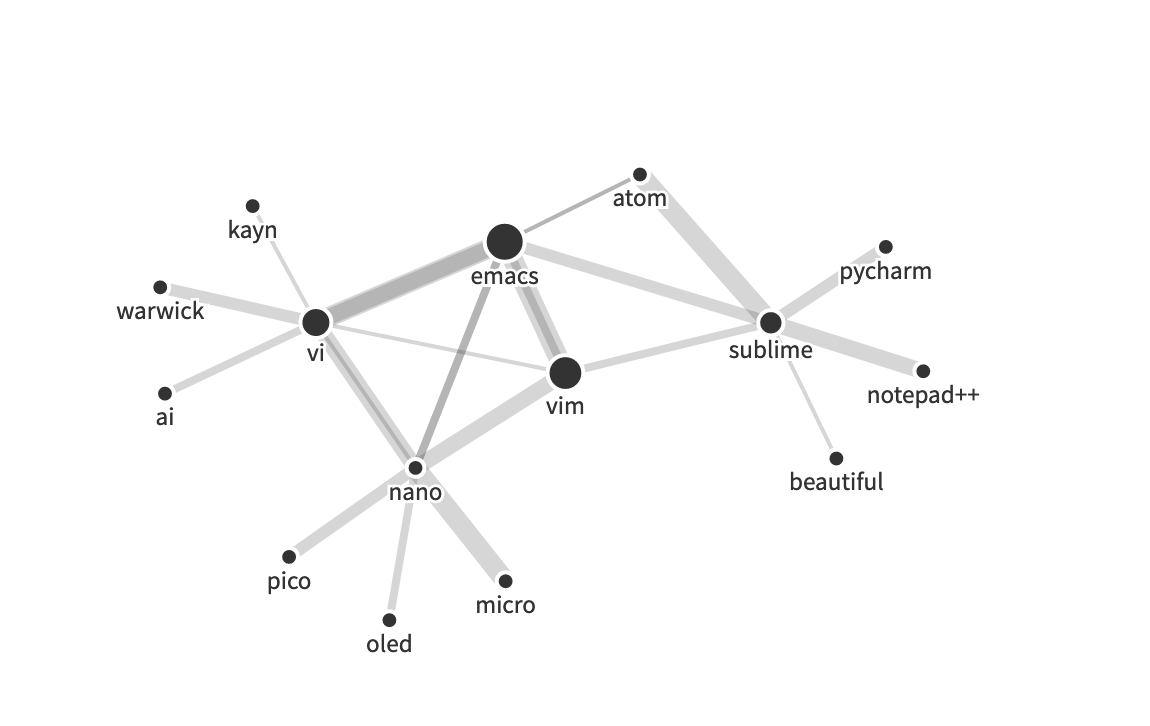 atom
kayn
emacs
pycharm
warwick
vi
sublime
notepad++
vim
ai
beautiful
nano
pico
micro
oled